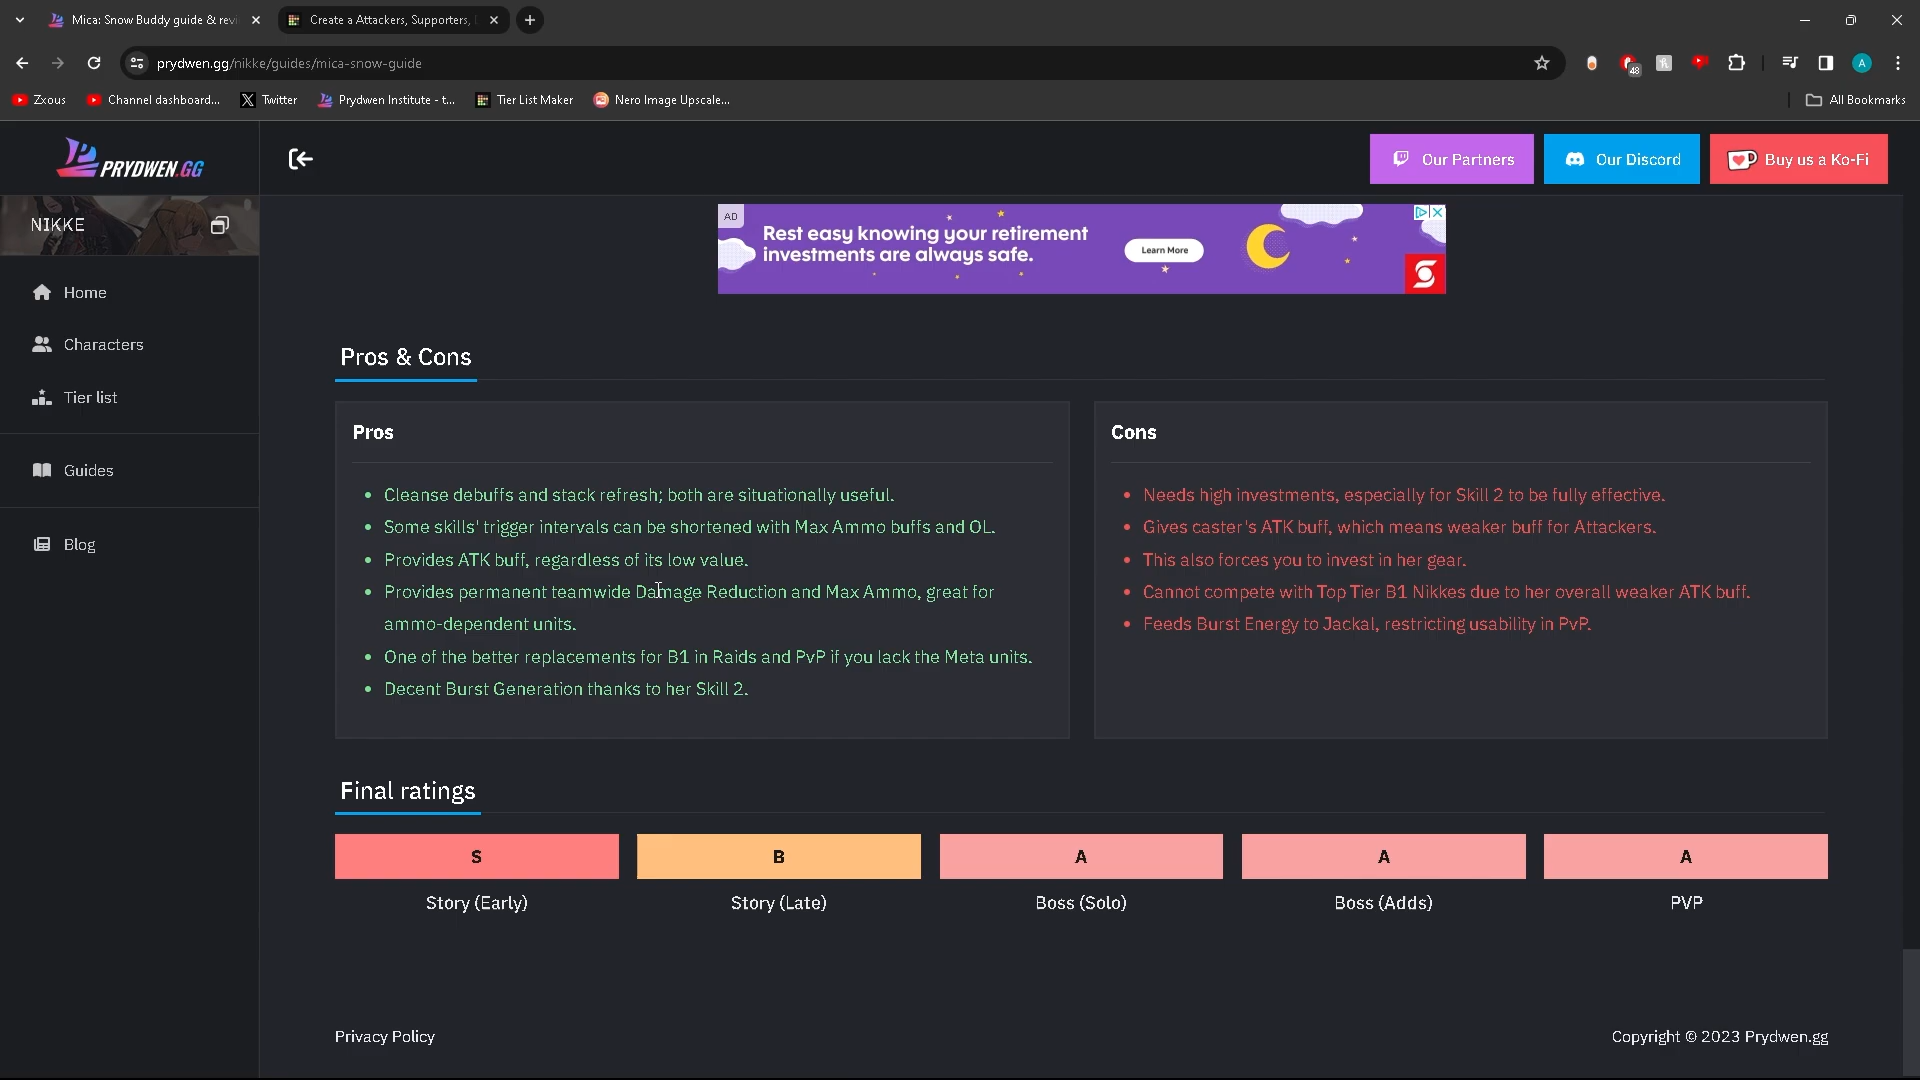 Mica: Snow Buddy guide & revi
Create a Attackers, Supporters,
prydwen.gg/nikke/guides/mica-snow-guide
48
A
Zxous
Channel dashboard...
Twitter
Prydwen Institute - t...
Tier List Maker
Nero Image Upscale...
All Bookmarks
PRYDWEN.GG
Our Partners
Our Discord
Buy us a Ko-Fi
NIKKE
Home
Characters
Tier list
Guides
Blog
AD
Rest easy knowing your retirement
investments are always safe.
Learn More
Pros & Cons
Pros
Cleanse debuffs and stack refresh; both are situationally useful.
Some skills' trigger intervals can be shortened with Max Ammo buffs and OL.
Provides ATK buff, regardless of its low value.
Provides permanent teamwide Damage Reduction and Max Ammo, great for
ammo-dependent units.
One of the better replacements for B1 in Raids and PvP if you lack the Meta units.
Decent Burst Generation thanks to her Skill 2.
Cons
Needs high investments, especially for Skill 2 to be fully effective.
Gives caster's ATK buff, which means weaker buff for Attackers.
This also forces you to invest in her gear.
Cannot compete with Top Tier B1 Nikkes due to her overall weaker ATK buff.
Feeds Burst Energy to Jackal, restricting usability in PvP.
Final ratings
S
B
A
A
A
Story (Early)
Story (Late)
Boss (Solo)
Boss (Adds)
PVP
Privacy Policy
Copyright © 2023 Prydwen.gg